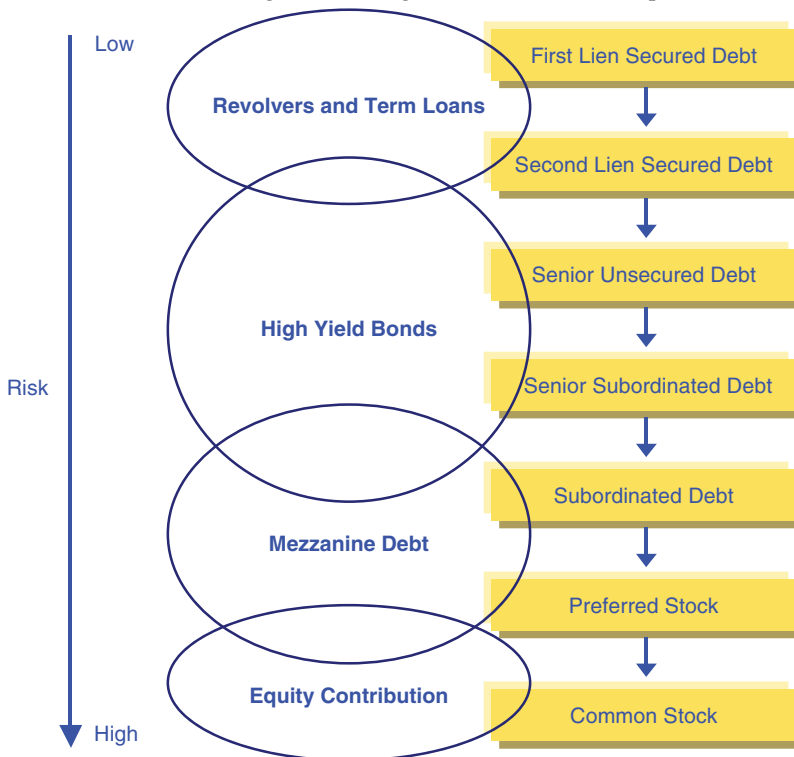 Low
First Lien Secured Debt
Revolvers and Term Loans
Second Lien Secured Debt
Senior Unsecured Debt
High Yield Bonds
Risk
Senior Subordinated Debt
Subordinated Debt
Mezzanine Debt
Preferred Stock
Equity Contribution
Common Stock
High